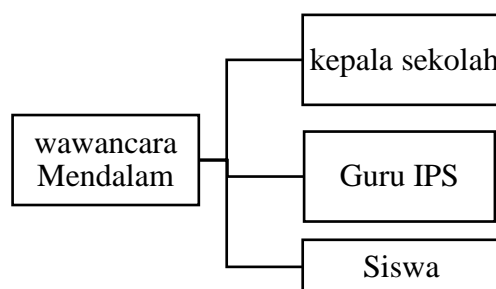 kepala sekolah
wawancara
Mendalam
Guru IPS
Siswa